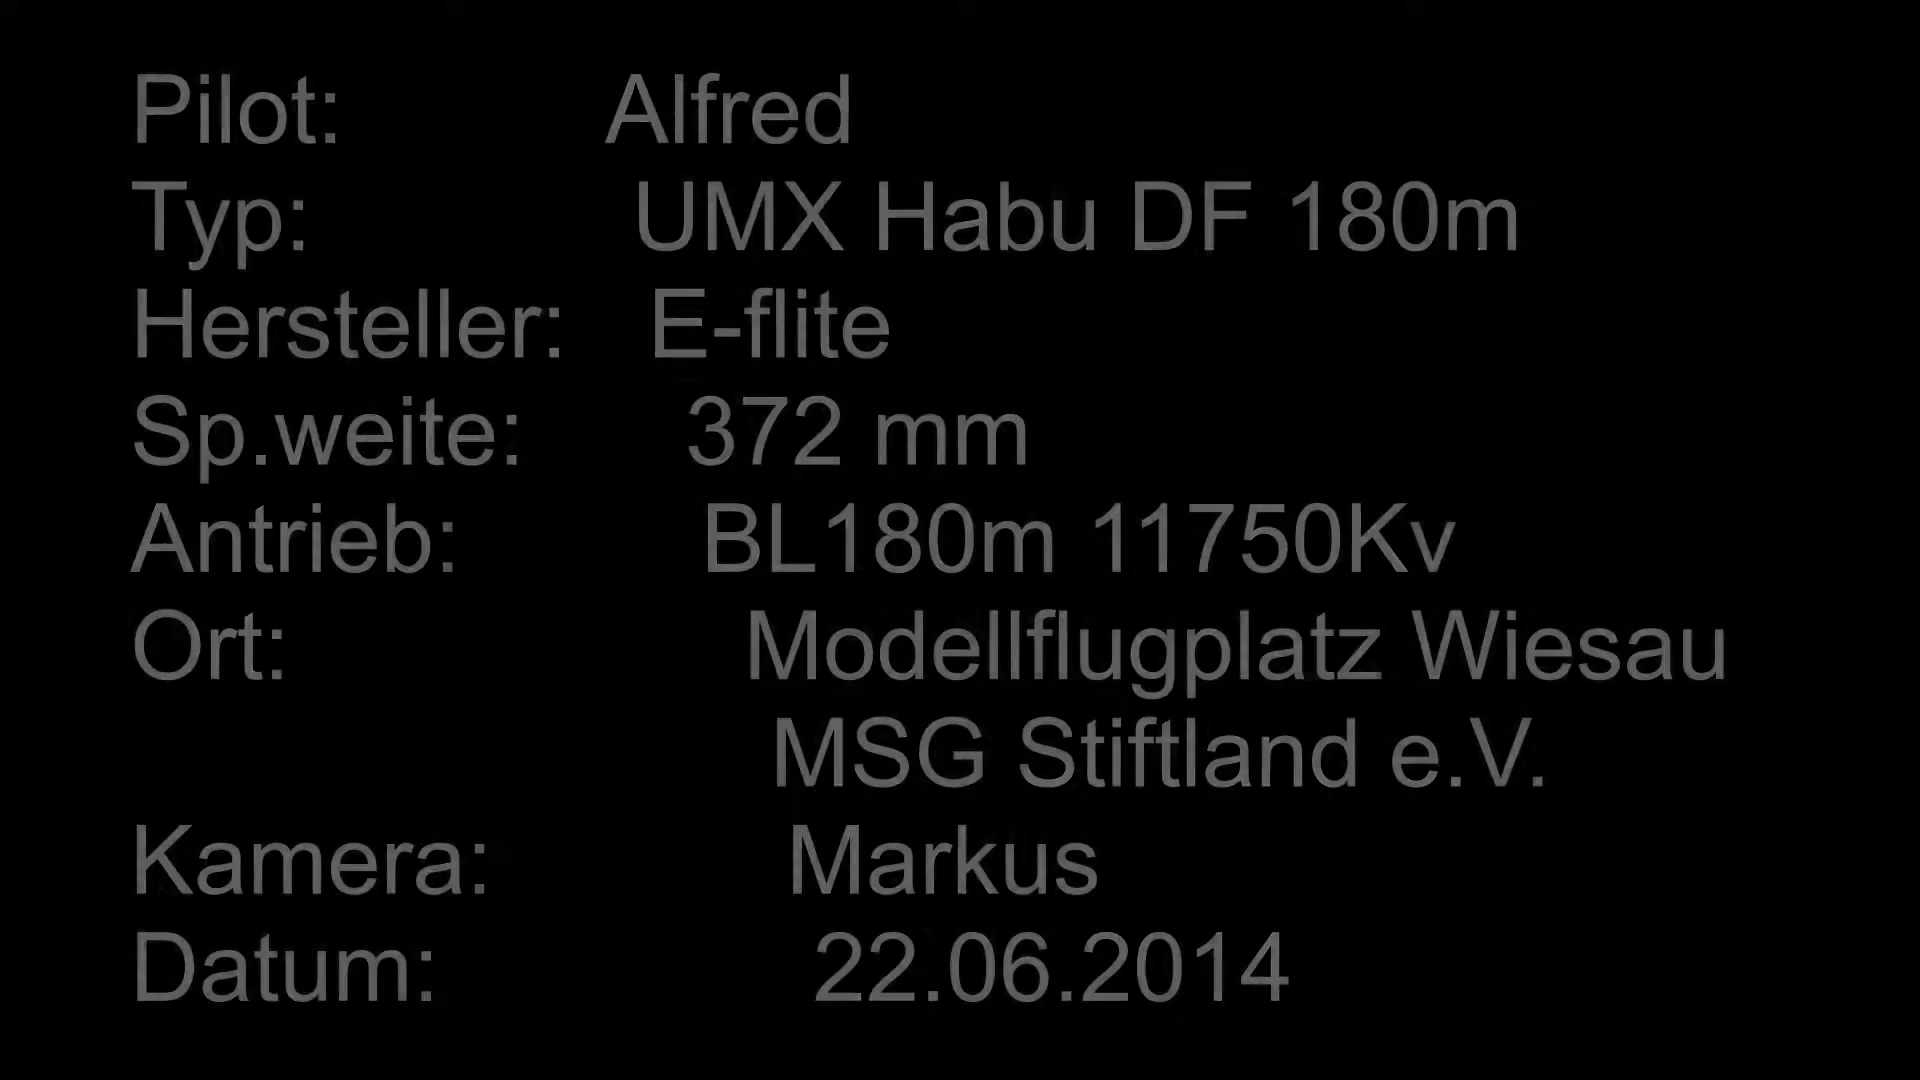 Pilot: Alfred
Typ: UMX Habu DF 180m
Hersteller: E-flite
Sp.weite: 372 mm
Antrieb: BL180m 11750Kv
Ort: Modellflugplatz Wiesau
MSG Stiftland e.V.
Kamera: Markus
Datum: 22.06.2014